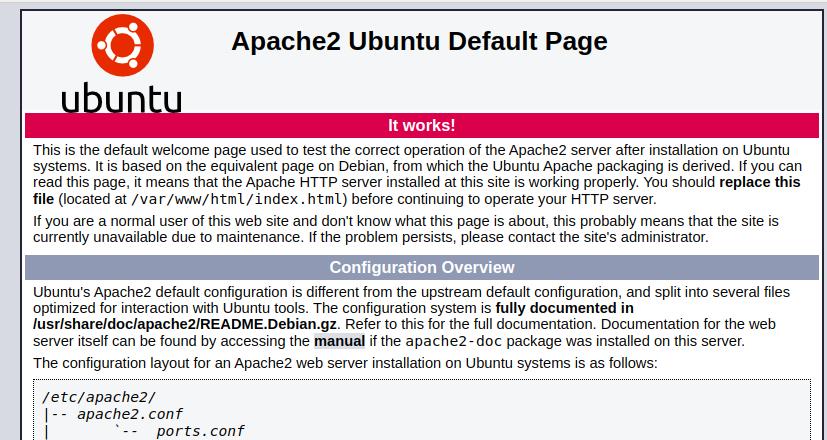 ubuntu
Apache2 Ubuntu Default Page
It works!
This is the default welcome page used to test the correct operation of the Apache2 server after installation on Ubuntu
systems. It is based on the equivalent page on Debian, from which the Ubuntu Apache packaging is derived. If you can
read this page, it means that the Apache HTTP server installed at this site is working properly. You should replace this
file (located at /var/www/html/index.html) before continuing to operate your HTTP server.
If you are a normal user of this web site and don't know what this page is about, this probably means that the site is
currently unavailable due to maintenance. If the problem persists, please contact the site's administrator.
Configuration Overview
Ubuntu's Apache2 default configuration is different from the upstream default configuration, and split into several files
optimized for interaction with Ubuntu tools. The configuration system is fully documented in
/usr/share/doc/apache2/README.Debian.gz. Refer to this for the full documentation. Documentation for the web
server itself can be found by accessing the manual if the apache2-doc package was installed on this server.
The configuration layout for an Apache2 web server installation on Ubuntu systems is as follows:
/etc/apache2/
|-- apache2.conf
|       `--  ports.conf